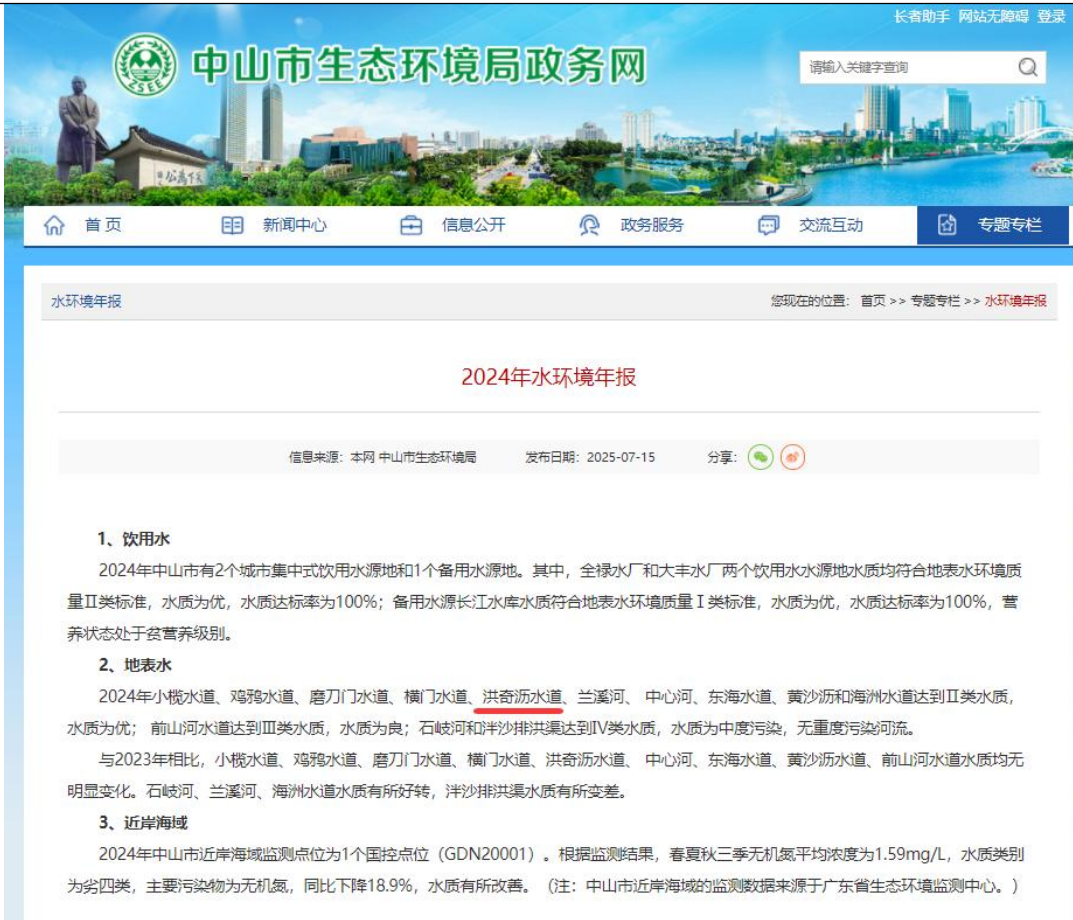 长者助手 网站无障碍 登录
ZSEE
中山市生态环境局政务网
请输入关键字查询
天下为公
首页 新闻中心 信息公开 政务服务 交流互动 专题专栏
水环境年报 您现在的位置: 首页 >> 专题专栏 >> 水环境年报
2024年水环境年报
信息来源: 本网 中山市生态环境局 发布日期: 2025-07-15 分享:
1、饮用水
2024年中山市有2个城市集中式饮用水源地和1个备用水源地。其中，全禄水厂和大丰水厂两个饮用水水源地水质均符合地表水环境质
量Ⅱ类标准，水质为优，水质达标率为100%；备用水源长江水库水质符合地表水环境质量Ⅰ类标准，水质为优，水质达标率为100%，营
养状态处于贫营养级别。
2、地表水
2024年小榄水道、鸡鸦水道、磨刀门水道、横门水道、洪奇沥水道、兰溪河、 中心河、东海水道、黄沙沥和海洲水道达到Ⅱ类水质，
水质为优； 前山河水道达到Ⅲ类水质，水质为良；石岐河和泮沙排洪渠达到Ⅳ类水质，水质为中度污染，无重度污染河流。
与2023年相比，小榄水道、鸡鸦水道、磨刀门水道、横门水道、洪奇沥水道、 中心河、东海水道、黄沙沥水道、前山河水道水质均无
明显变化。石岐河、兰溪河、海洲水道水质有所好转，泮沙排洪渠水质有所变差。
3、近岸海域
2024年中山市近岸海域监测点位为1个国控点位（GDN20001）。根据监测结果，春夏秋三季无机氮平均浓度为1.59mg/L，水质类别
为劣四类，主要污染物为无机氮，同比下降18.9%，水质有所改善。（注：中山市近岸海域的监测数据来源于广东省生态环境监测中心。）